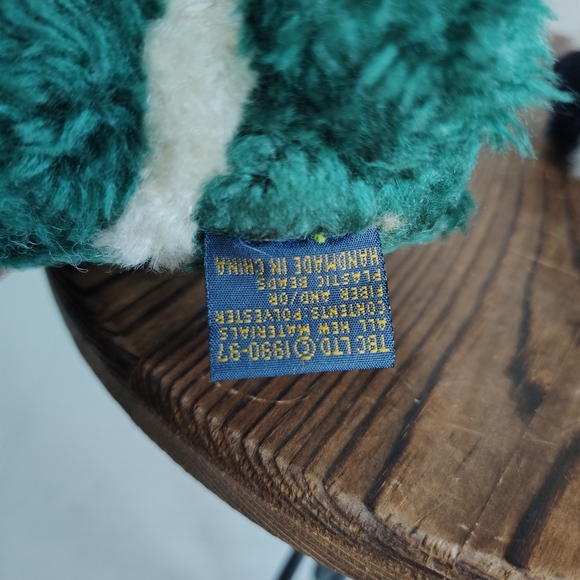 TBC LTD.©1990-97
ALL NEW MATERIALS
CONTENTS:POLYESTER
FIBER AND/OR
PLASTIC BEADS
HANDMADE IN CHINA